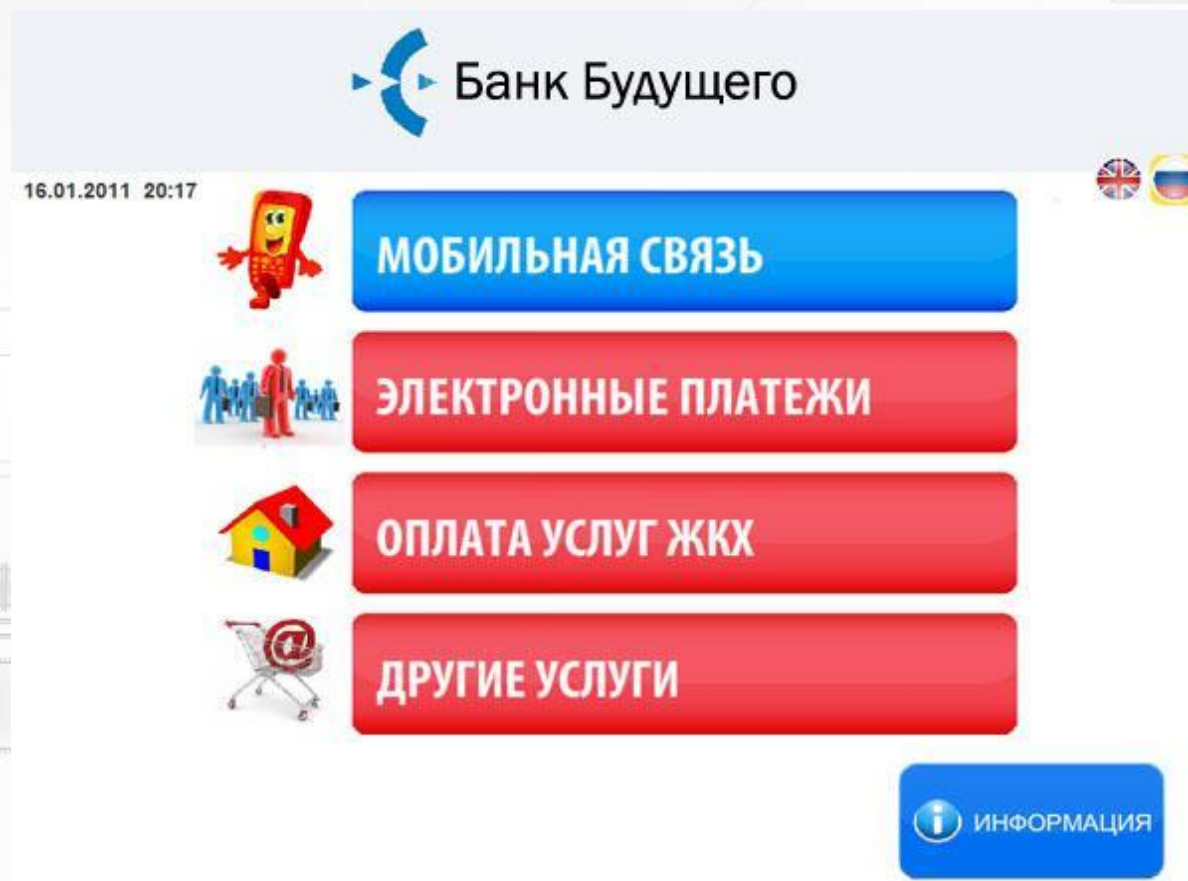 Банк Будущего
16.01.2011 20:17
МОБИЛЬНАЯ СВЯЗЬ
ЭЛЕКТРОННЫЕ ПЛАТЕЖИ
ОПЛАТА УСЛУГ ЖКХ
@
ДРУГИЕ УСЛУГИ
i ИНФОРМАЦИЯ